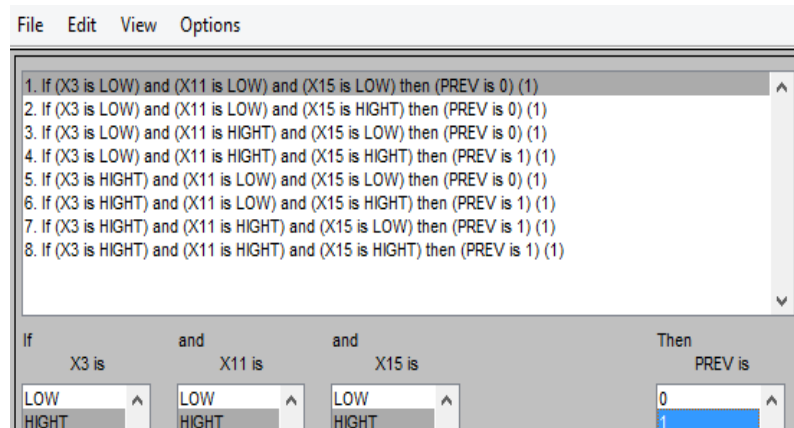 File Edit View Options
1. If (X3 is LOW) and (X11 is LOW) and (X15 is LOW) then (PREV is 0) (1)
2. If (X3 is LOW) and (X11 is LOW) and (X15 is HIGHT) then (PREV is 0) (1)
3. If (X3 is LOW) and (X11 is HIGHT) and (X15 is LOW) then (PREV is 0) (1)
4. If (X3 is LOW) and (X11 is HIGHT) and (X15 is HIGHT) then (PREV is 1) (1)
5. If (X3 is HIGHT) and (X11 is LOW) and (X15 is LOW) then (PREV is 0) (1)
6. If (X3 is HIGHT) and (X11 is LOW) and (X15 is HIGHT) then (PREV is 1) (1)
7. If (X3 is HIGHT) and (X11 is HIGHT) and (X15 is LOW) then (PREV is 1) (1)
8. If (X3 is HIGHT) and (X11 is HIGHT) and (X15 is HIGHT) then (PREV is 1) (1)
If and and Then
X3 is X11 is X15 is PREV is
LOW LOW LOW 0
HIGHT HIGHT HIGHT 1